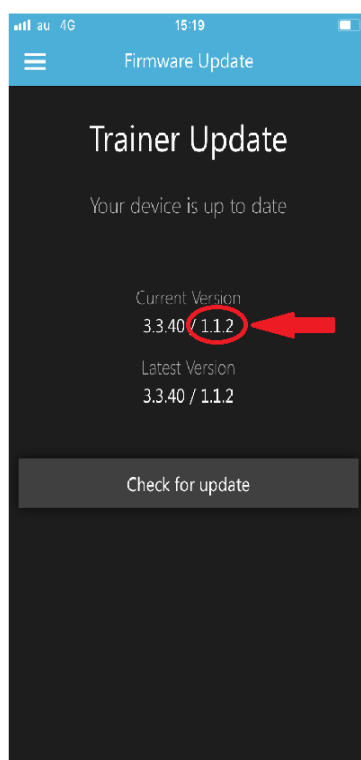 au 4G 15:19
Firmware Update
Trainer Update
Your device is up to date
Current Version
3.3.40 / 1.1.2
Latest Version
3.3.40 / 1.1.2
Check for update